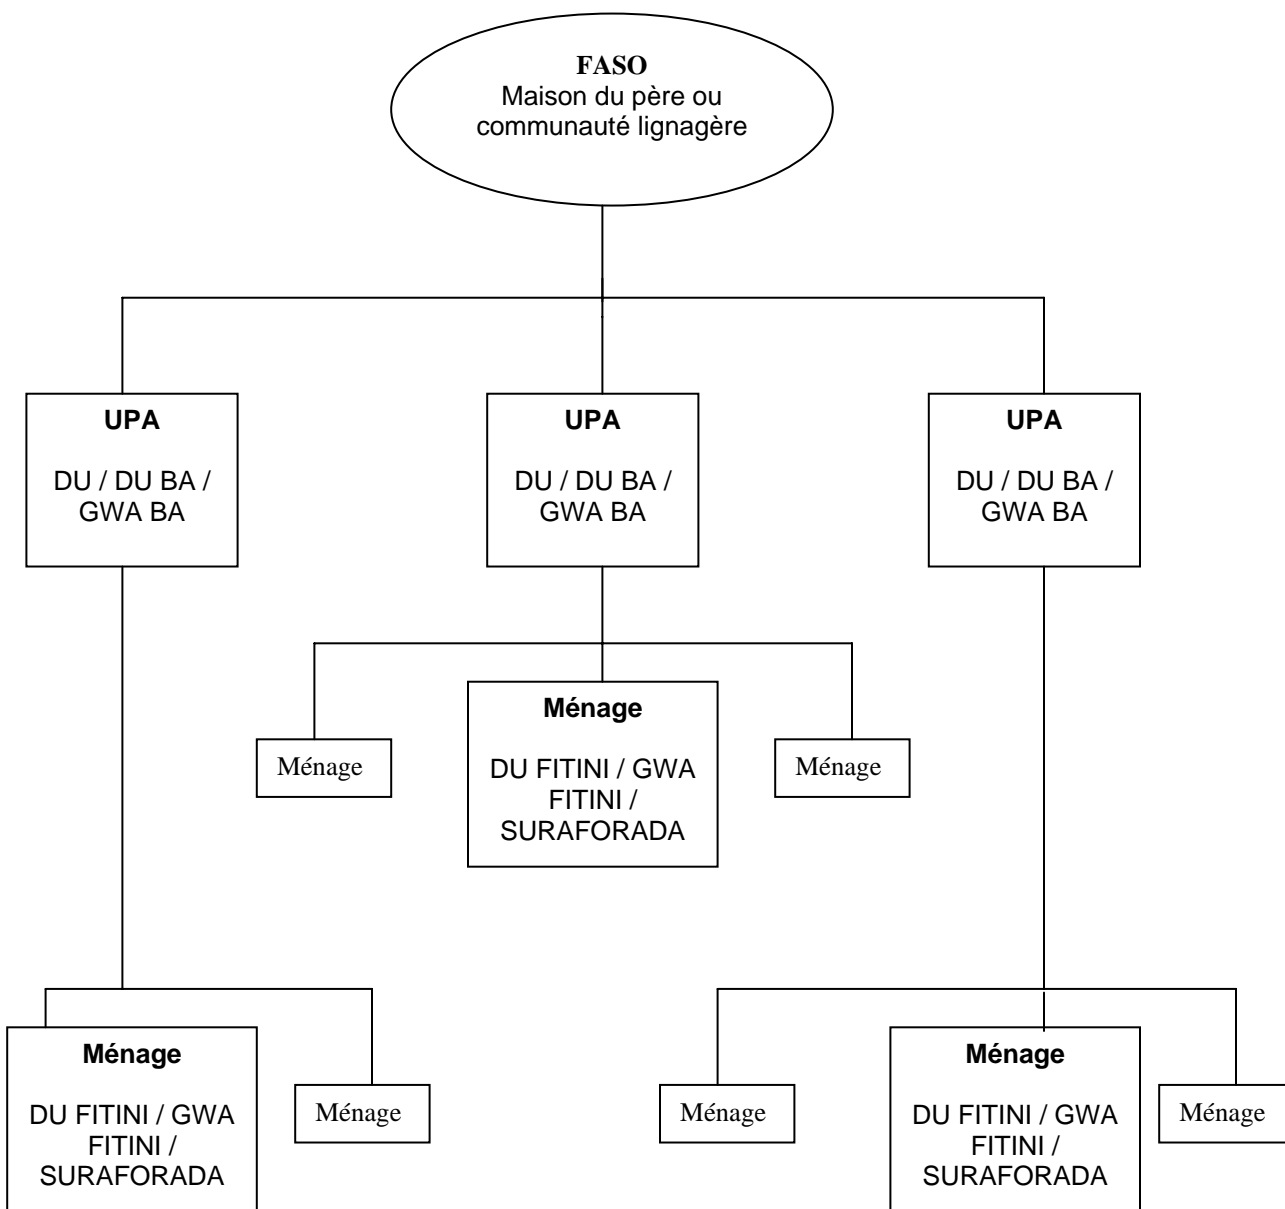 FASO
Maison du père ou
communauté lignagère
UPA
DU / DU BA /
GWA BA
UPA
DU / DU BA /
GWA BA
UPA
DU / DU BA /
GWA BA
Ménage
Ménage
DU FITINI / GWA
FITINI /
SURAFORADA
Ménage
Ménage
DU FITINI / GWA
FITINI /
SURAFORADA
Ménage
Ménage
Ménage
DU FITINI / GWA
FITINI /
SURAFORADA
Ménage